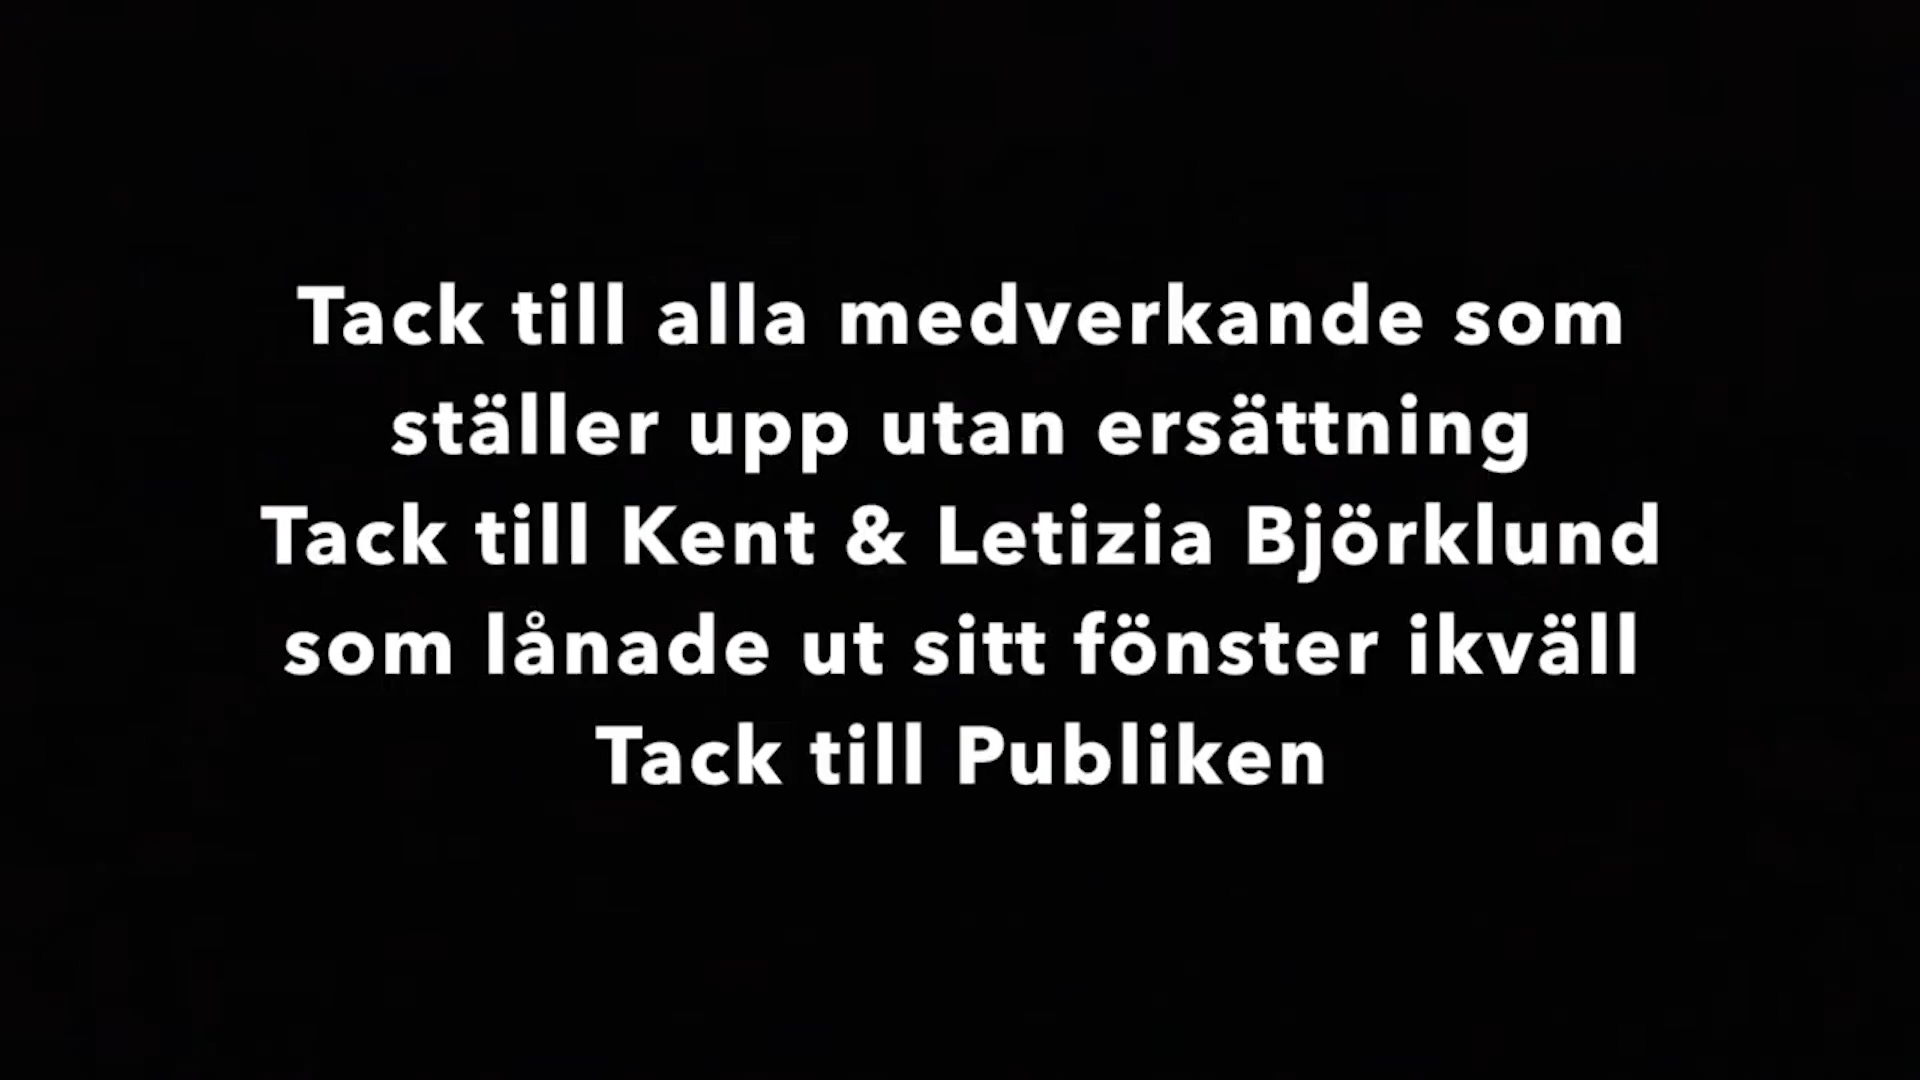 Tack till alla medverkande som
ställer upp utan ersättning
Tack till Kent & Letizia Björklund
som lånade ut sitt fönster ikväll
Tack till Publiken